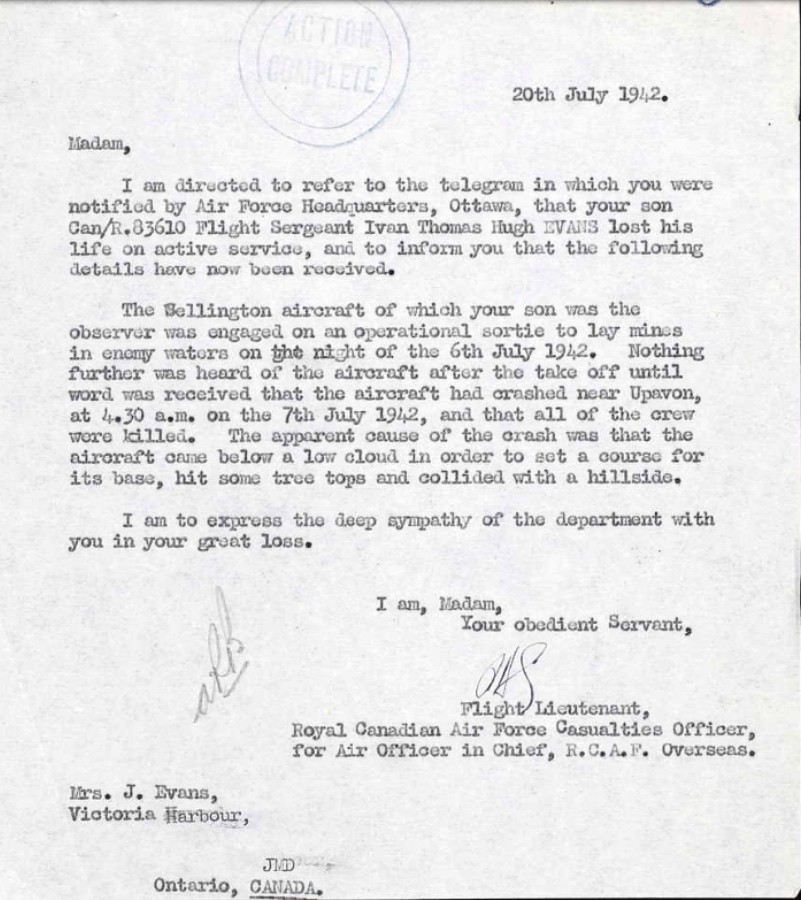 ACTION
COMPLETE
20th July 1942.
Madam,
I am directed to refer to the telegram in which you were
notified by Air Force Headquarters, Ottawa, that your son
Can/R.83610 Flight Sergeant Ivan Thomas Hugh EVANS lost his
life on active service, and to inform you that the following
details have now been received.
The Wellington aircraft of which your son was the
observer was engaged on an operational sortie to lay mines
in enemy waters on the night of the 6th July 1942. Nothing
further was heard of the aircraft after the take off until
word was received that the aircraft had crashed near Upavon,
at 4.30 a.m. on the 7th July 1942, and that all of the crew
were killed. The apparent cause of the crash was that the
aircraft came below a low cloud in order to set a course for
its base, hit some tree tops and collided with a hillside.
I am to express the deep sympathy of the department with
you in your great loss.
I am, Madam,
Your obedient Servant,
Flight Lieutenant,
Royal Canadian Air Force Casualties Officer,
for Air Officer in Chief, R.C.A.F. Overseas.
Mrs. J. Evans,
Victoria Harbour,
JMD
Ontario, CANADA.